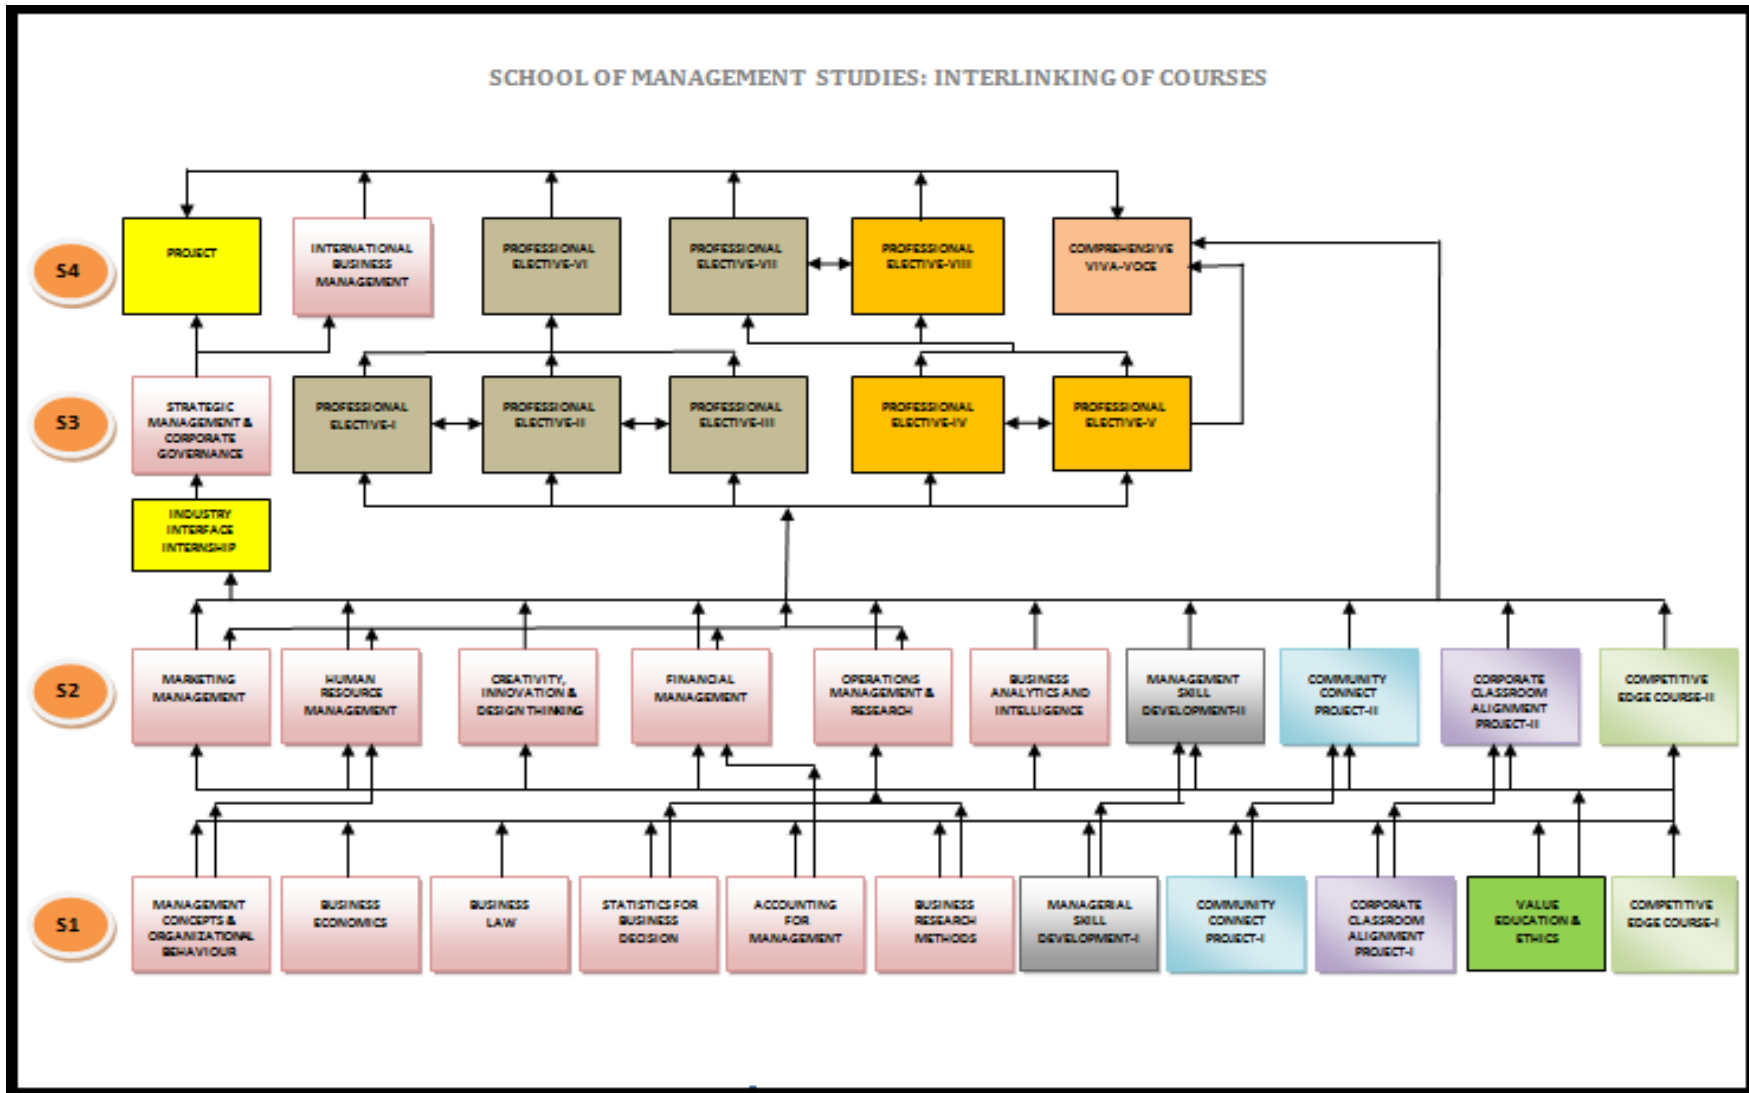 SCHOOL OF MANAGEMENT STUDIES: INTERLINKING OF COURSES
S4
PROJECT
INTERNATIONAL
BUSINESS
MANAGEMENT
PROFESSIONAL
ELECTIVE-VI
PROFESSIONAL
ELECTIVE-VII
PROFESSIONAL
ELECTIVE-VIII
COMPREHENSIVE
VIVA-VOCE
S3
STRATEGIC
MANAGEMENT &
CORPORATE
GOVERNANCE
PROFESSIONAL
ELECTIVE-I
PROFESSIONAL
ELECTIVE-II
PROFESSIONAL
ELECTIVE-III
PROFESSIONAL
ELECTIVE-IV
PROFESSIONAL
ELECTIVE-V
INDUSTRY
INTERFACE
INTERNSHIP
S2
MARKETING
MANAGEMENT
HUMAN
RESOURCE
MANAGEMENT
CREATIVITY,
INNOVATION &
DESIGN THINKING
FINANCIAL
MANAGEMENT
OPERATIONS
MANAGEMENT &
RESEARCH
BUSINESS
ANALYTICS AND
INTELLIGENCE
MANAGEMENT
SKILL
DEVELOPMENT-II
COMMUNITY
CONNECT
PROJECT-II
CORPORATE
CLASSROOM
ALIGNMENT
PROJECT-II
COMPETITIVE
EDGE COURSE-II
S1
MANAGEMENT
CONCEPTS &
ORGANIZATIONAL
BEHAVIOUR
BUSINESS
ECONOMICS
BUSINESS
LAW
STATISTICS FOR
BUSINESS
DECISION
ACCOUNTING
FOR
MANAGEMENT
BUSINESS
RESEARCH
METHODS
MANAGERIAL
SKILL
DEVELOPMENT-I
COMMUNITY
CONNECT
PROJECT-I
CORPORATE
CLASSROOM
ALIGNMENT
PROJECT-I
VALUE
EDUCATION &
ETHICS
COMPETITIVE
EDGE COURSE-I